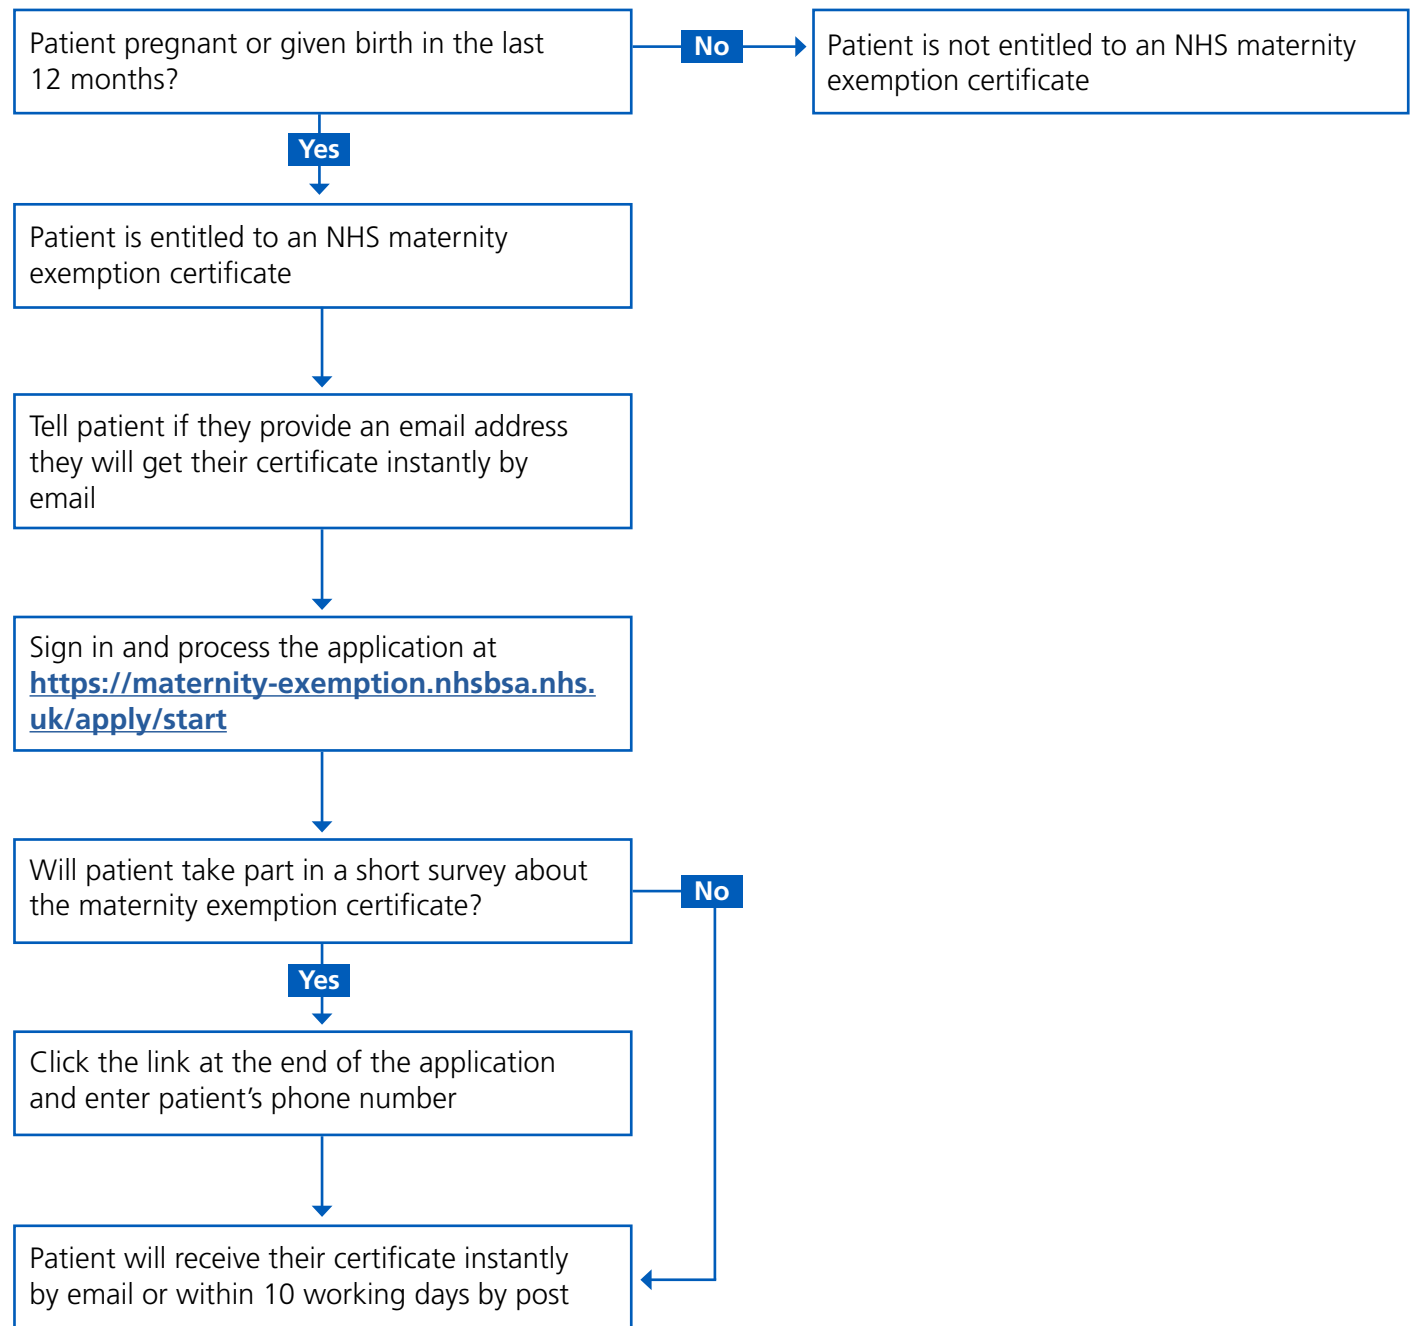 Patient pregnant or given birth in the last
12 months?
No
Patient is not entitled to an NHS maternity
exemption certificate
Yes
Patient is entitled to an NHS maternity
exemption certificate
Tell patient if they provide an email address
they will get their certificate instantly by
email
Sign in and process the application at
https://maternity-exemption.nhsbsa.nhs.
uk/apply/start
Will patient take part in a short survey about
the maternity exemption certificate?
No
Yes
Click the link at the end of the application
and enter patient’s phone number
Patient will receive their certificate instantly
by email or within 10 working days by post